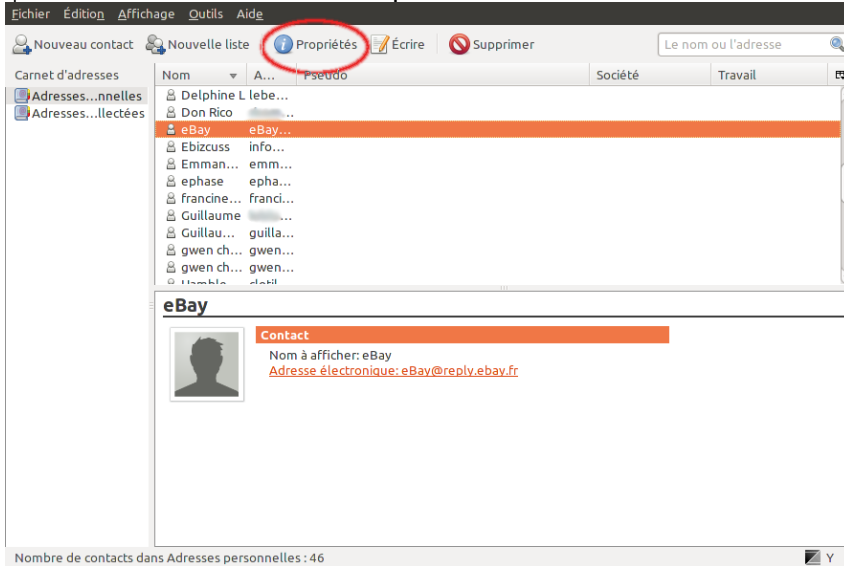 Fichier Édition Affichage Outils Aide
Nouveau contact Nouvelle liste Propriétés Écrire Supprimer Le nom ou l'adresse
Carnet d'adresses Nom A... Pseudo Société Travail
Adresses...nnelles
Adresses...llectées
Delphine L lebe...
Don Rico
eBay eBay...
Ebizcuss info...
Emman... emm...
ephase epha...
francine... franci...
Guillaume
Guillau... guilla...
gwen ch... gwen...
gwen ch... gwen...
eBay
Contact
Nom à afficher: eBay
Adresse électronique: eBay@reply.ebay.fr
Nombre de contacts dans Adresses personnelles : 46 Y